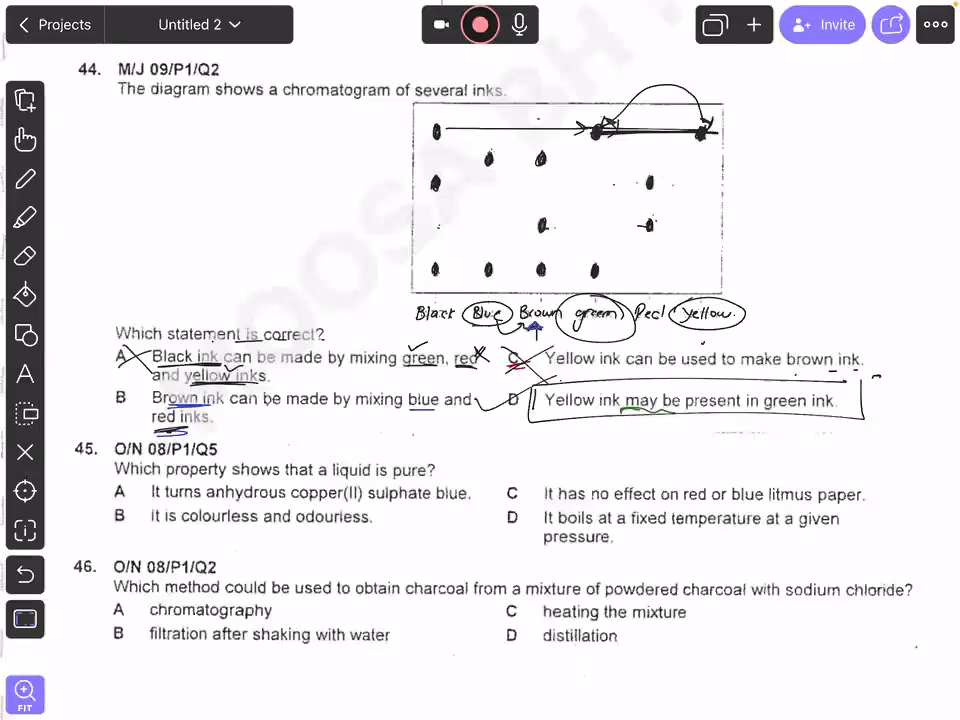 Projects
Untitled 2
Invite
44. M/J 09/P1/Q2
The diagram shows a chromatogram of several inks.
Black Blue Brown green Red yellow.
Which statement is correct?
A Black ink can be made by mixing green, red and yellow inks.
B Brown ink can be made by mixing blue and red inks.
C Yellow ink can be used to make brown ink.
D Yellow ink may be present in green ink.
45. O/N 08/P1/Q5
Which property shows that a liquid is pure?
A It turns anhydrous copper(II) sulphate blue.
B It is colourless and odourless.
C It has no effect on red or blue litmus paper.
D It boils at a fixed temperature at a given pressure.
46. O/N 08/P1/Q2
Which method could be used to obtain charcoal from a mixture of powdered charcoal with sodium chloride?
A chromatography
B filtration after shaking with water
C heating the mixture
D distillation
FIT